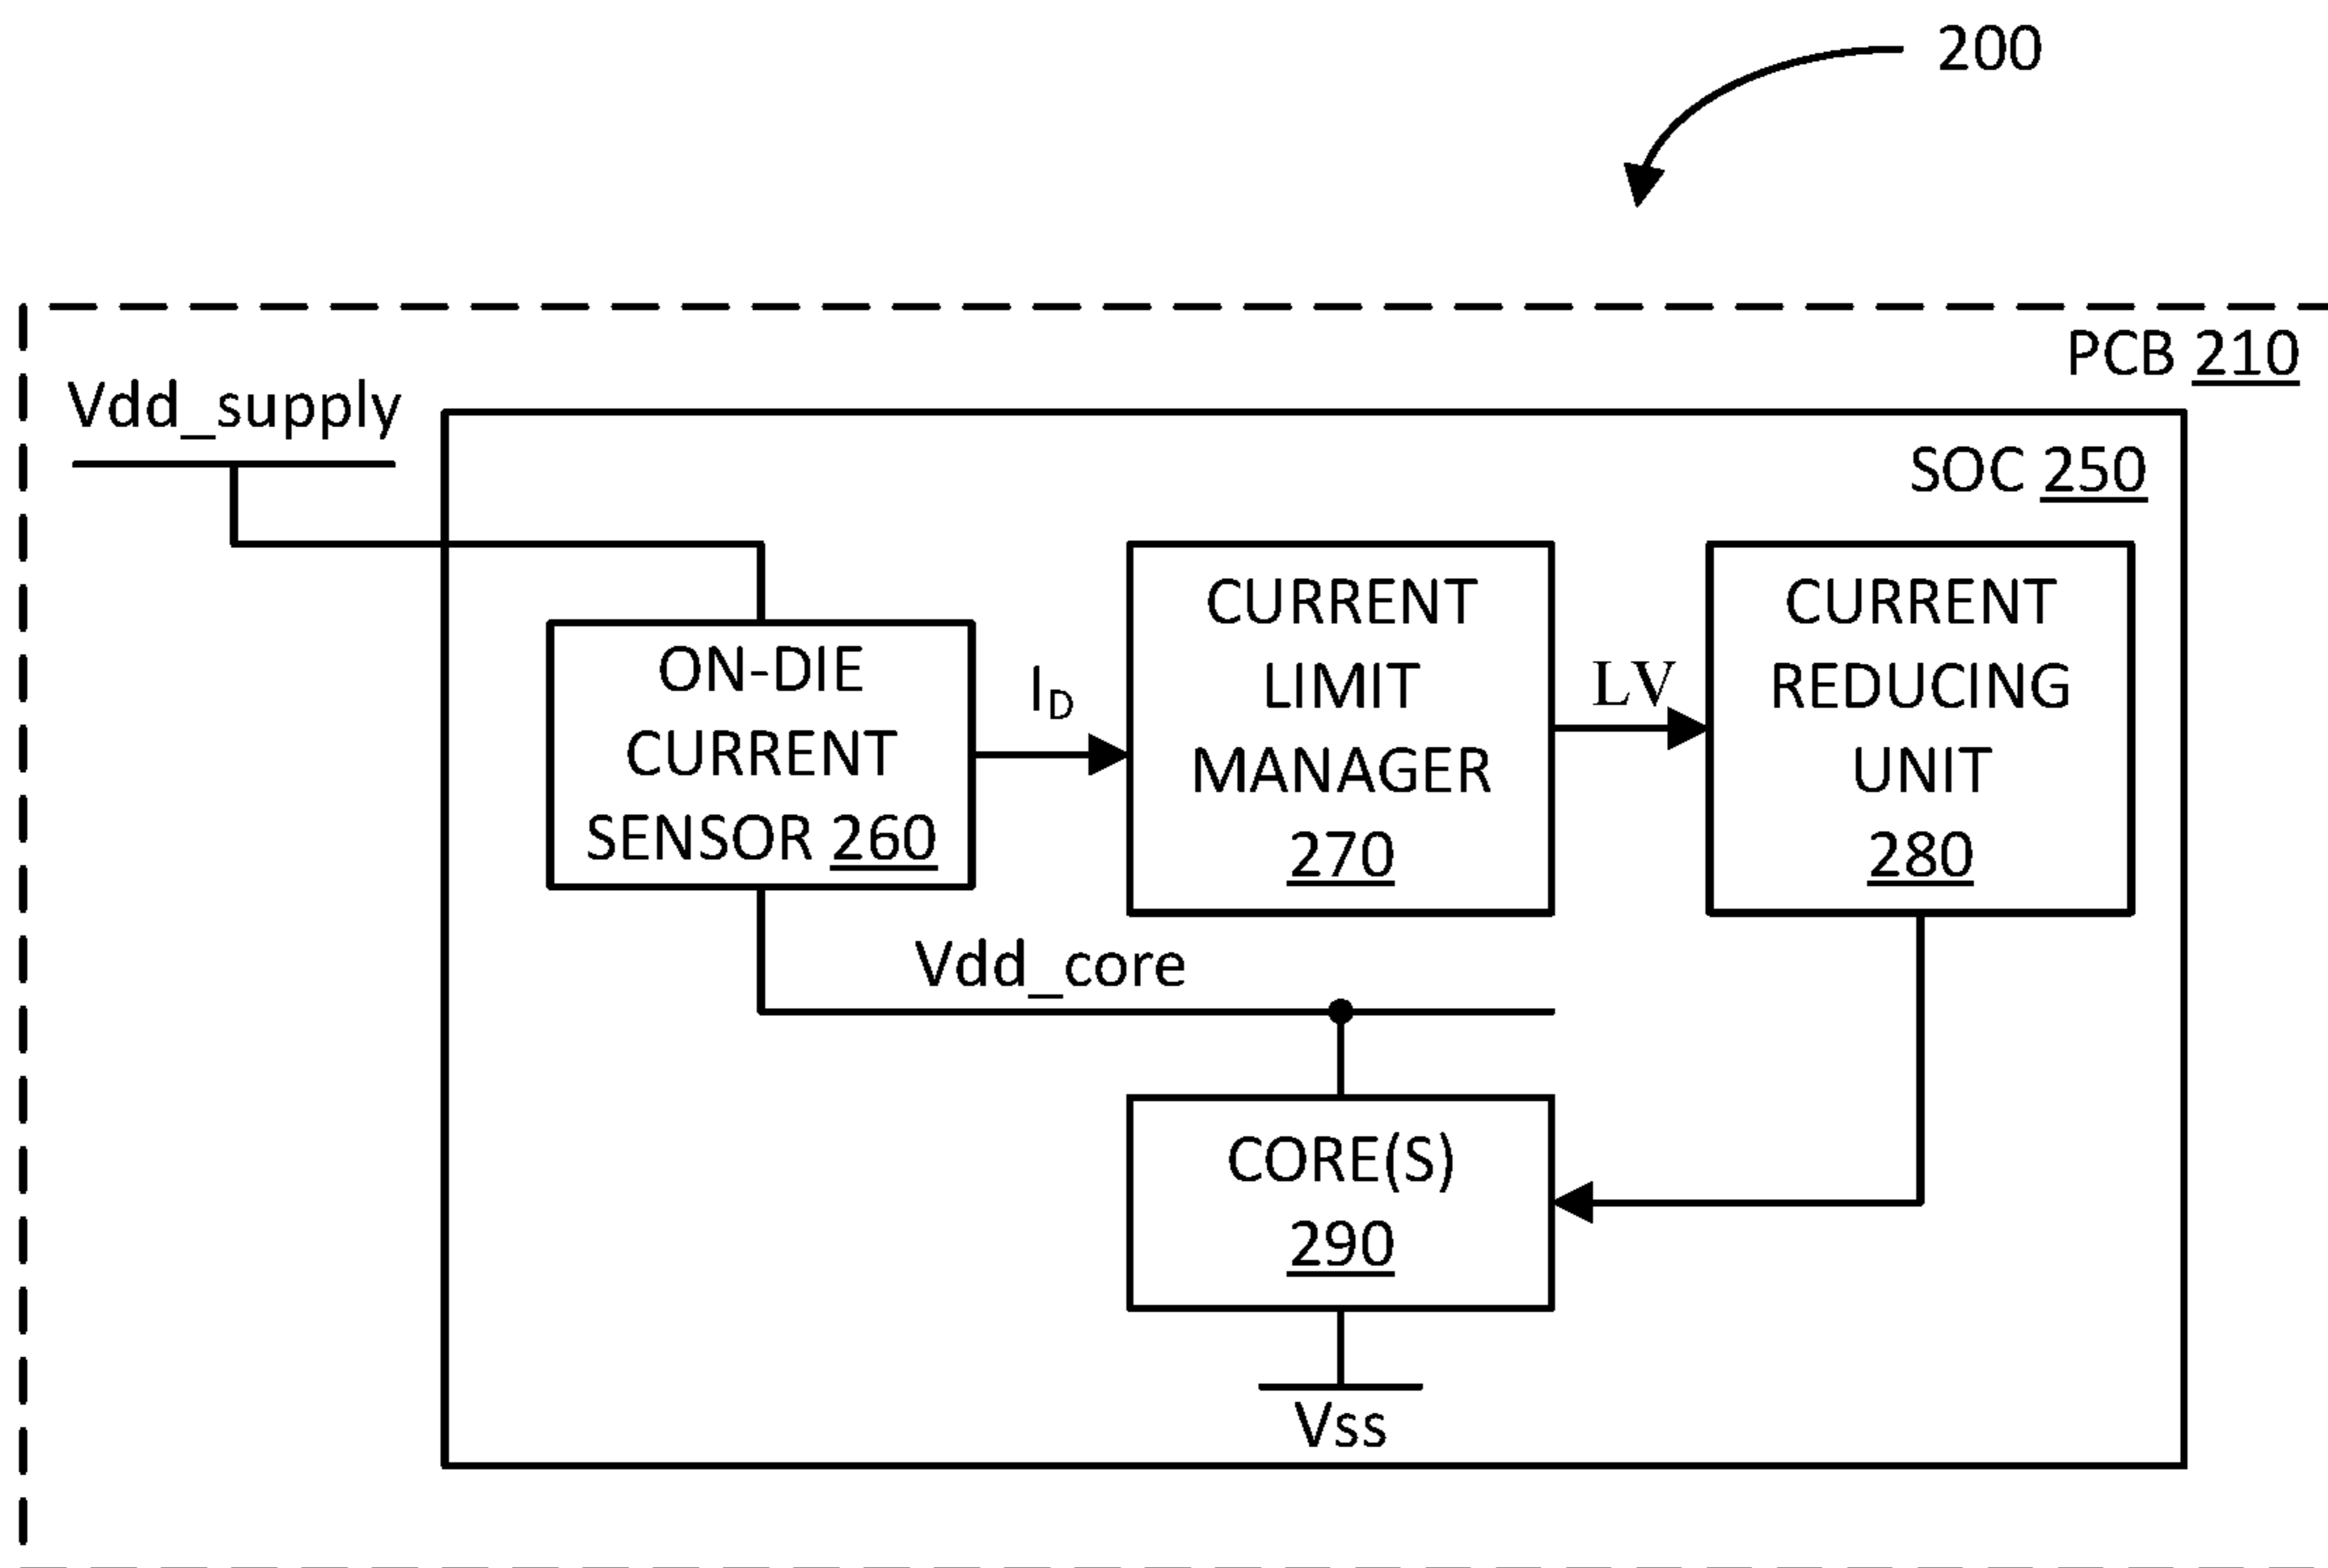 200
PCB 210
Vdd_supply
SOC 250
ON-DIE
CURRENT
SENSOR 260
I_D
CURRENT
LIMIT
MANAGER
270
LV
CURRENT
REDUCING
UNIT
280
Vdd_core
CORE(S)
290
Vss